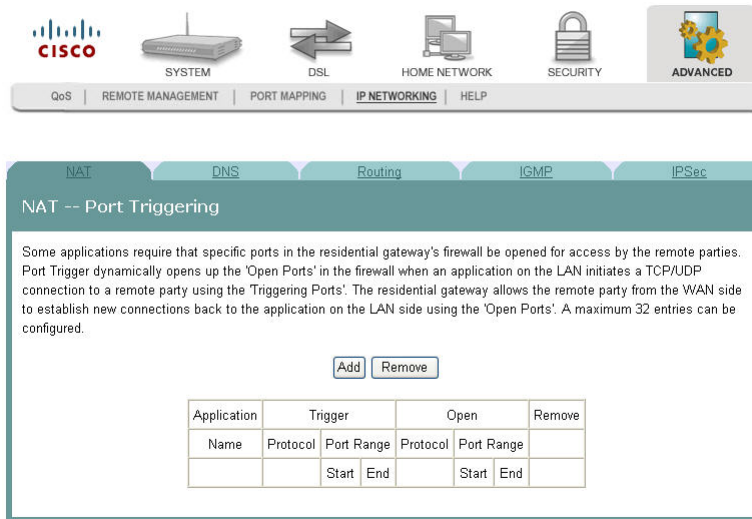 CISCO
SYSTEM
DSL
HOME NETWORK
SECURITY
ADVANCED
QoS | REMOTE MANAGEMENT | PORT MAPPING | IP NETWORKING | HELP
NAT
DNS
Routing
IGMP
IPSec
NAT -- Port Triggering
Some applications require that specific ports in the residential gateway's firewall be opened for access by the remote parties.
Port Trigger dynamically opens up the 'Open Ports' in the firewall when an application on the LAN initiates a TCP/UDP
connection to a remote party using the 'Triggering Ports'. The residential gateway allows the remote party from the WAN side
to establish new connections back to the application on the LAN side using the 'Open Ports'. A maximum 32 entries can be
configured.
Add Remove
Application Trigger Open Remove
Name Protocol Port Range Protocol Port Range
Start End Start End